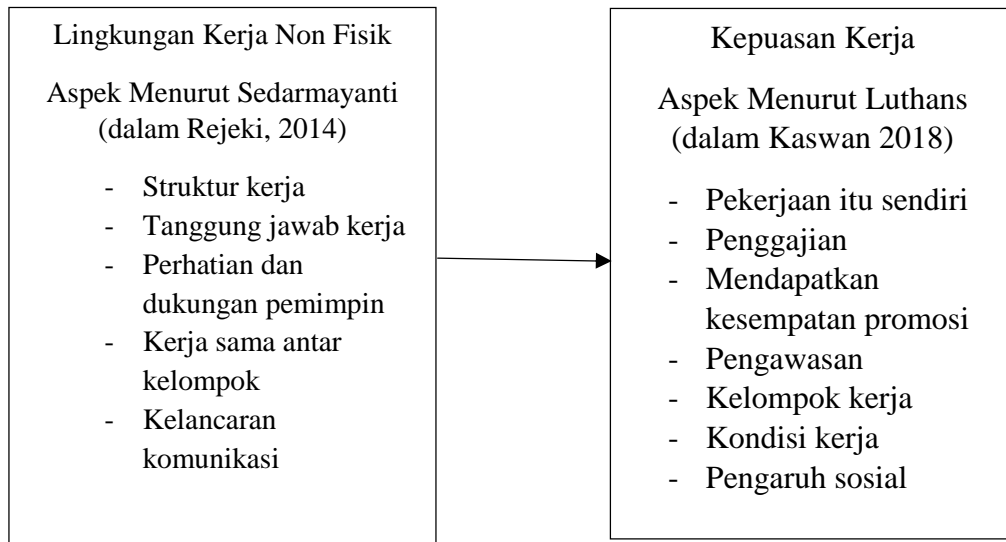 Lingkungan Kerja Non Fisik
Aspek Menurut Sedarmayanti
(dalam Rejeki, 2014)
- Struktur kerja
- Tanggung jawab kerja
- Perhatian dan
dukungan pemimpin
- Kerja sama antar
kelompok
- Kelancaran
komunikasi
Kepuasan Kerja
Aspek Menurut Luthans
(dalam Kaswan 2018)
- Pekerjaan itu sendiri
- Penggajian
- Mendapatkan
kesempatan promosi
- Pengawasan
- Kelompok kerja
- Kondisi kerja
- Pengaruh sosial